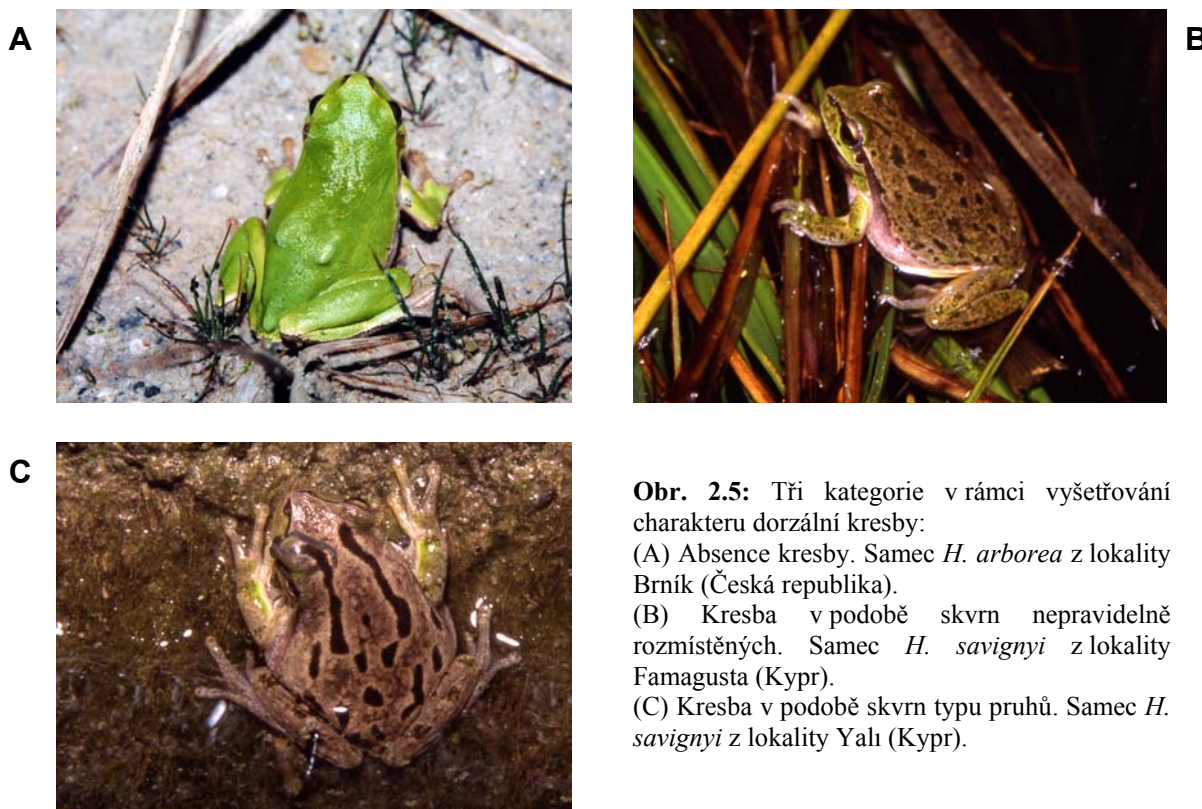 A
B
C
Obr. 2.5: Tři kategorie v rámci vyšetřování
charakteru dorzální kresby:
(A) Absence kresby. Samec H. arborea z lokality
Brník (Česká republika).
(B) Kresba v podobě skvrn nepravidelně
rozmístěných. Samec H. savignyi z lokality
Famagusta (Kypr).
(C) Kresba v podobě skvrn typu pruhů. Samec H.
savignyi z lokality Yalı (Kypr).